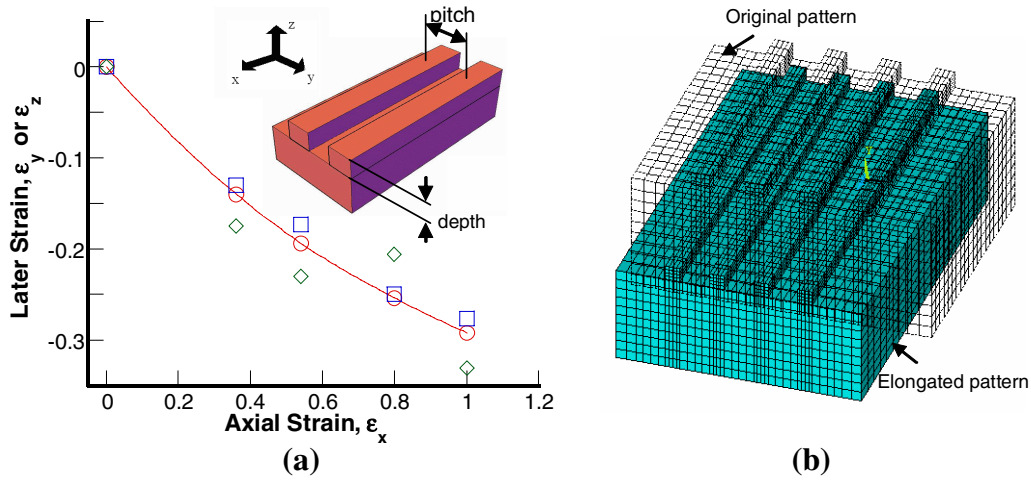 pitch
z
x
y
depth
0
-0.1
-0.2
-0.3
Later Strain, εy or εz
0
0.2
0.4
0.6
0.8
1
1.2
Axial Strain, εx
(a)
Original pattern
Elongated pattern
(b)